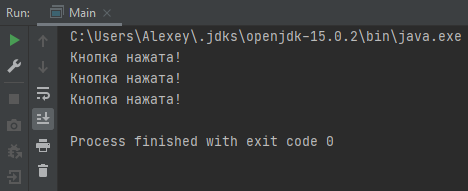 Run: Main
C:\Users\Alexey\.jdks\openjdk-15.0.2\bin\java.exe
Кнопка нажата!
Кнопка нажата!
Кнопка нажата!
Process finished with exit code 0